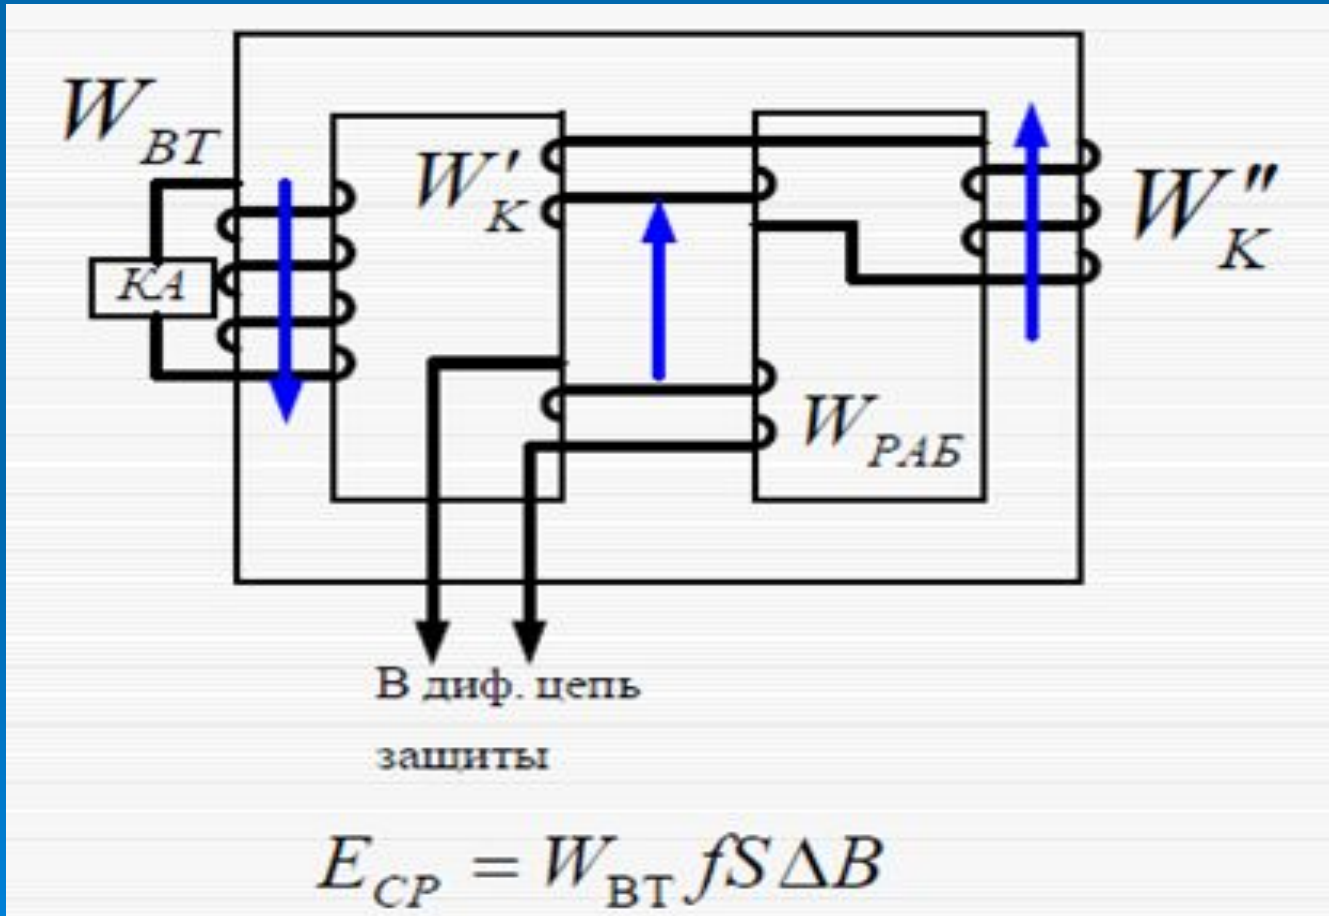 W_ВТ
W'_К
W''_К
КА
W_РАБ
В диф. цепь
защиты
E_СР = W_ВТ fSΔB